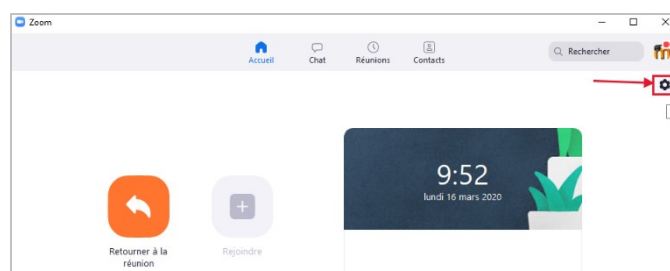 Zoom
Accueil
Chat
Réunions
Contacts
Rechercher
9:52
lundi 16 mars 2020
Retourner à la
réunion
Rejoindre